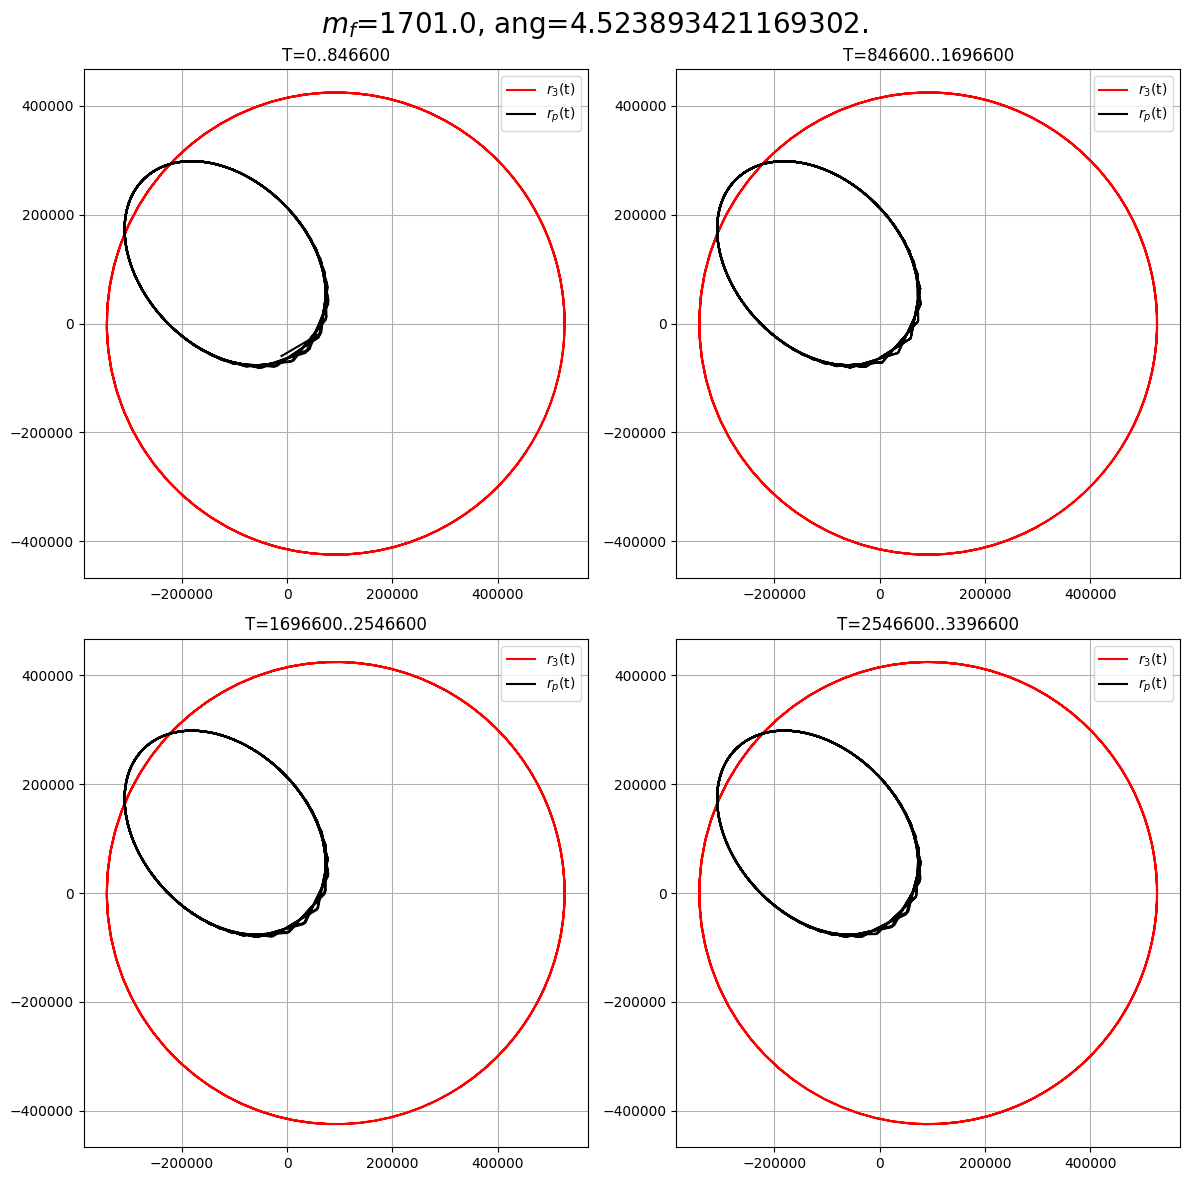 m_f=1701.0, ang=4.523893421169302.
T=0..846600
T=846600..1696600
r_3(t)
r_p(t)
r_3(t)
r_p(t)
400000
200000
0
−200000
−400000
400000
200000
0
−200000
−400000
−200000 0 200000 400000
−200000 0 200000 400000
T=1696600..2546600
T=2546600..3396600
r_3(t)
r_p(t)
r_3(t)
r_p(t)
400000
200000
0
−200000
−400000
400000
200000
0
−200000
−400000
−200000 0 200000 400000
−200000 0 200000 400000